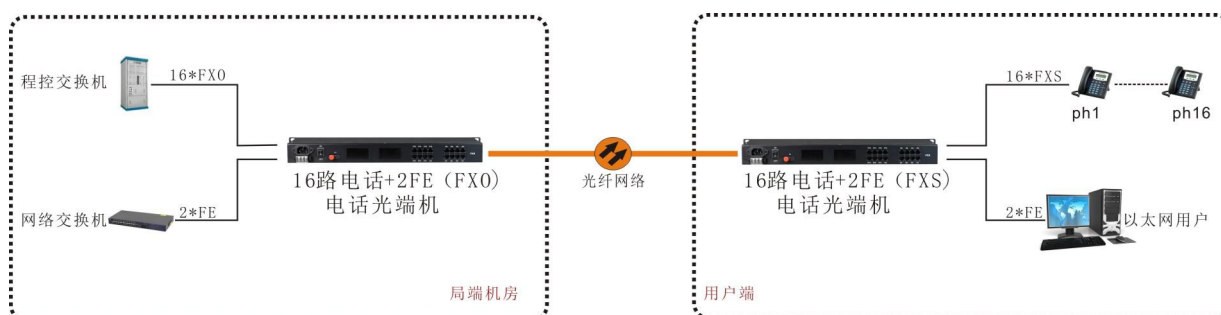 程控交换机
16*FXO
网络交换机
2*FE
16路电话+2FE (FXO)
电话光端机
局端机房
光纤网络
16路电话+2FE (FXS)
电话光端机
用户端
16*FXS
ph1
ph16
2*FE
以太网用户